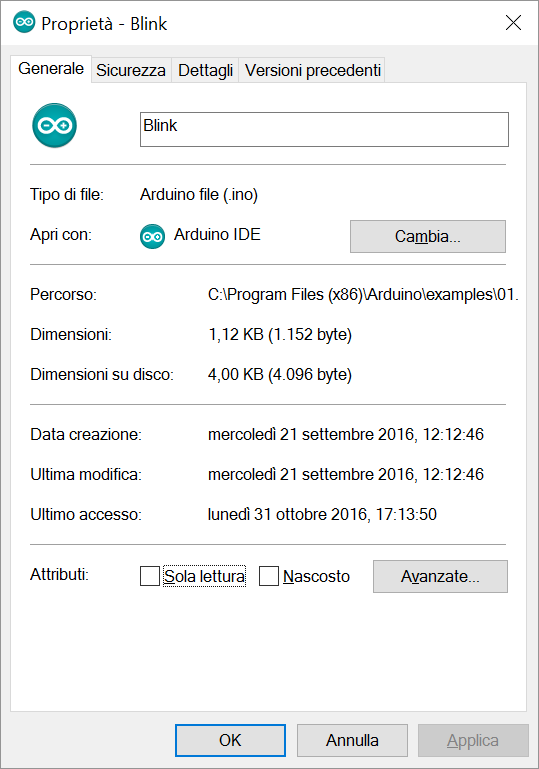 Proprietà - Blink
Generale Sicurezza Dettagli Versioni precedenti
Blink
Tipo di file: Arduino file (.ino)
Apri con: Arduino IDE Cambia...
Percorso: C:\Program Files (x86)\Arduino\examples\01.
Dimensioni: 1,12 KB (1.152 byte)
Dimensioni su disco: 4,00 KB (4.096 byte)
Data creazione: mercoledì 21 settembre 2016, 12:12:46
Ultima modifica: mercoledì 21 settembre 2016, 12:12:46
Ultimo accesso: lunedì 31 ottobre 2016, 17:13:50
Attributi: Sola lettura Nascosto Avanzate...
OK Annulla Applica